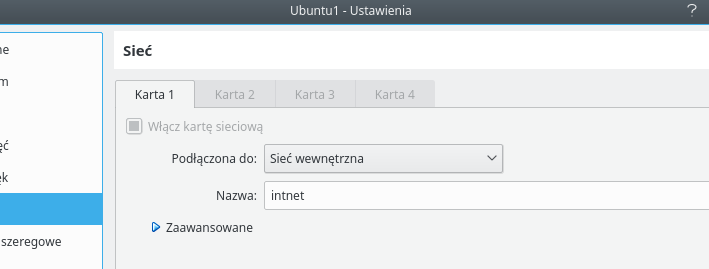 Ubuntu1 - Ustawienia
?
ne
m
ęć
ęk
szeregowe
Sieć
Karta 1 Karta 2 Karta 3 Karta 4
Włącz kartę sieciową
Podłączona do: Sieć wewnętrzna
Nazwa: intnet
Zaawansowane